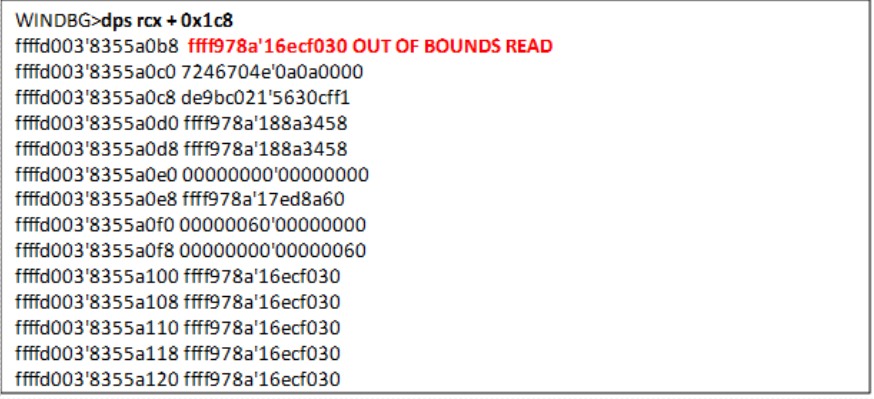 WINDBG>dps rcx + 0x1c8
ffffd003'8355a0b8 ffff978a'16ecf030 OUT OF BOUNDS READ
ffffd003'8355a0c0 7246704e'0a0a0000
ffffd003'8355a0c8 de9bc021'5630cff1
ffffd003'8355a0d0 ffff978a'188a3458
ffffd003'8355a0d8 ffff978a'188a3458
ffffd003'8355a0e0 00000000'00000000
ffffd003'8355a0e8 ffff978a'17ed8a60
ffffd003'8355a0f0 00000060'00000000
ffffd003'8355a0f8 00000000'00000060
ffffd003'8355a100 ffff978a'16ecf030
ffffd003'8355a108 ffff978a'16ecf030
ffffd003'8355a110 ffff978a'16ecf030
ffffd003'8355a118 ffff978a'16ecf030
ffffd003'8355a120 ffff978a'16ecf030